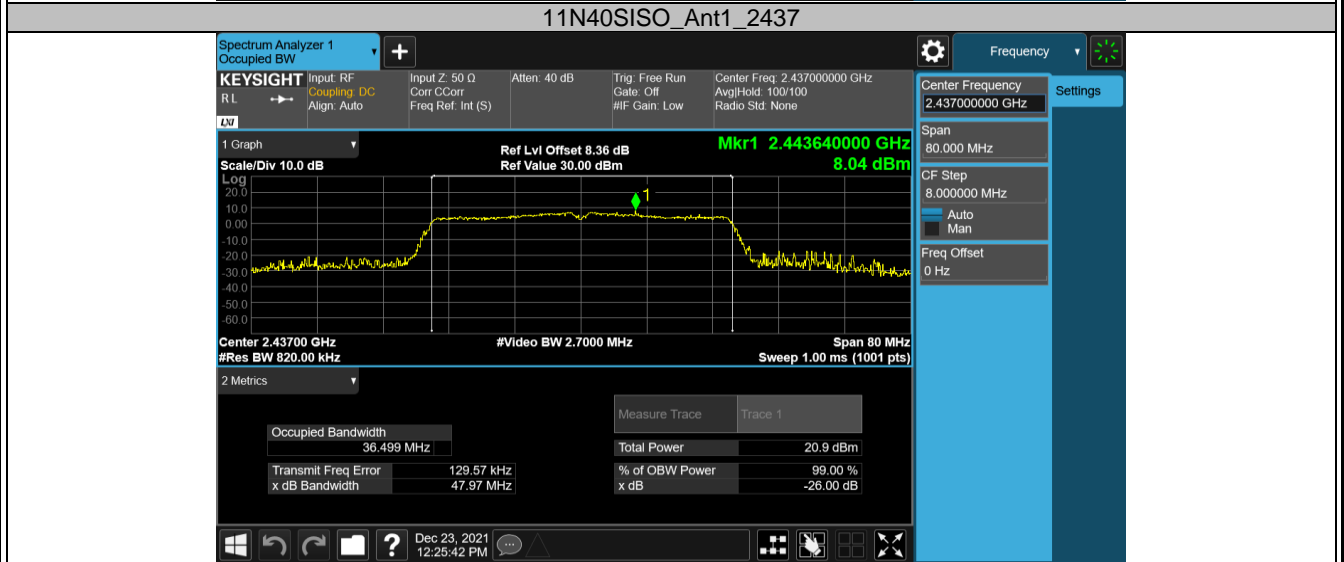 11N40SISO_Ant1_2437
Spectrum Analyzer 1
Occupied BW
Frequency
KEYSIGHT
RL
LXI
Input: RF
Coupling: DC
Align: Auto
Input Z: 50 Ω
Corr CCorr
Freq Ref: Int (S)
Atten: 40 dB
Trig: Free Run
Gate: Off
#IF Gain: Low
Center Freq: 2.437000000 GHz
Avg|Hold: 100/100
Radio Std: None
Center Frequency
2.437000000 GHz
Settings
Span
80.000 MHz
CF Step
8.000000 MHz
Auto
Man
Freq Offset
0 Hz
1 Graph
Scale/Div 10.0 dB
Ref Lvl Offset 8.36 dB
Ref Value 30.00 dBm
Mkr1 2.443640000 GHz
8.04 dBm
Log
20.0
10.0
0.00
-10.0
-20.0
-30.0
-40.0
-50.0
-60.0
1
Center 2.43700 GHz
#Res BW 820.00 kHz
#Video BW 2.7000 MHz
Span 80 MHz
Sweep 1.00 ms (1001 pts)
2 Metrics
Measure Trace Trace 1
Occupied Bandwidth
36.499 MHz
Total Power 20.9 dBm
Transmit Freq Error 129.57 kHz
% of OBW Power 99.00 %
x dB Bandwidth 47.97 MHz
x dB -26.00 dB
?
Dec 23, 2021
12:25:42 PM